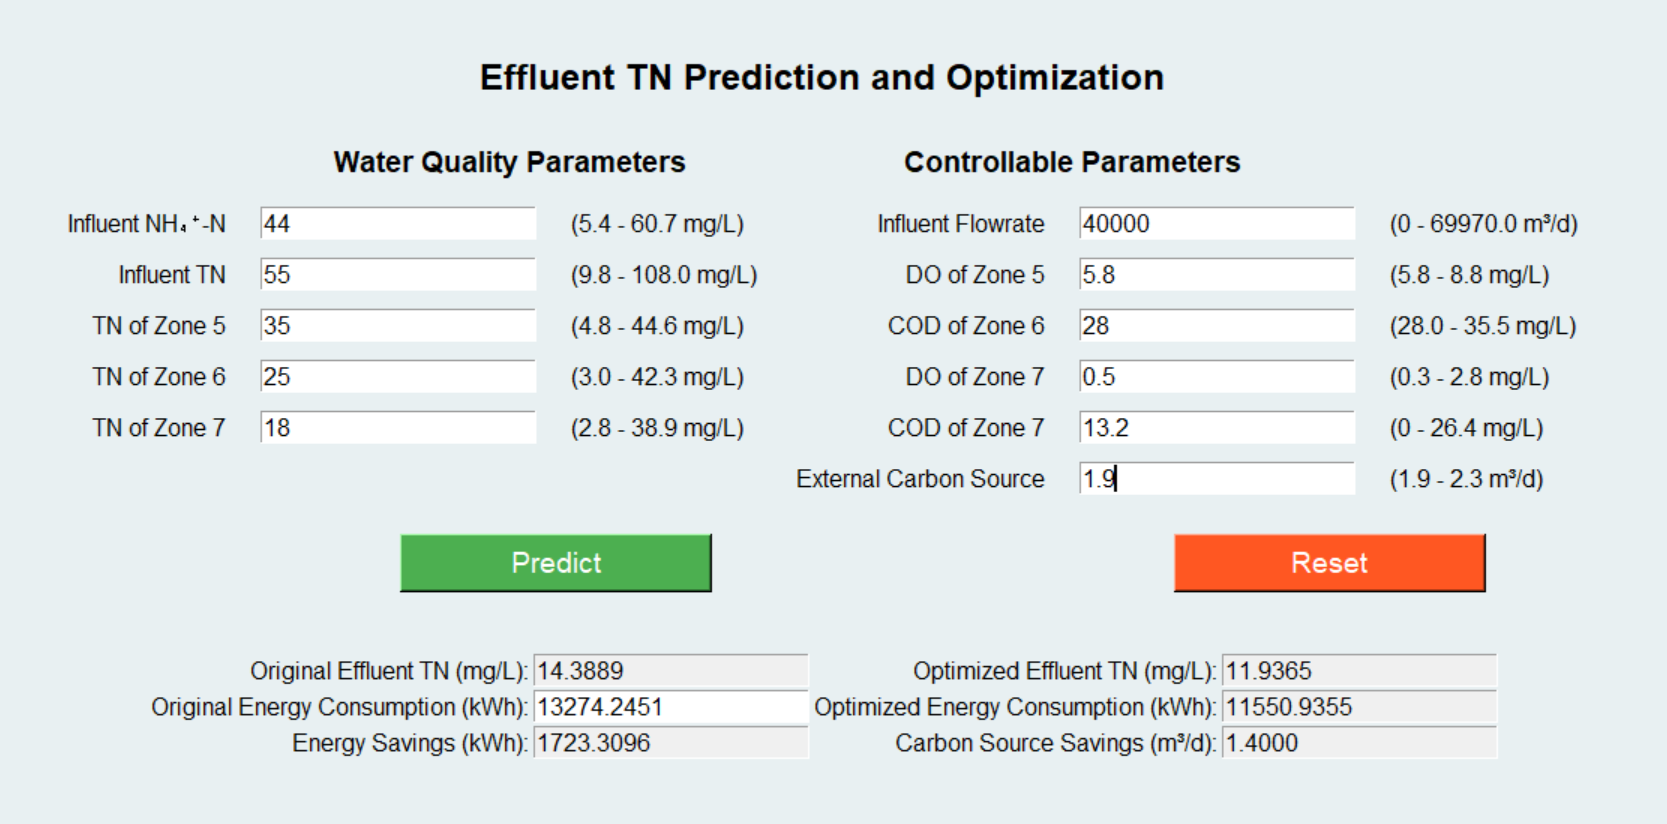 Effluent TN Prediction and Optimization
Water Quality Parameters Controllable Parameters
Influent NH₄⁺-N 44 (5.4 - 60.7 mg/L) Influent Flowrate 40000 (0 - 69970.0 m³/d)
Influent TN 55 (9.8 - 108.0 mg/L) DO of Zone 5 5.8 (5.8 - 8.8 mg/L)
TN of Zone 5 35 (4.8 - 44.6 mg/L) COD of Zone 6 28 (28.0 - 35.5 mg/L)
TN of Zone 6 25 (3.0 - 42.3 mg/L) DO of Zone 7 0.5 (0.3 - 2.8 mg/L)
TN of Zone 7 18 (2.8 - 38.9 mg/L) COD of Zone 7 13.2 (0 - 26.4 mg/L)
External Carbon Source 1.9 (1.9 - 2.3 m³/d)
Predict Reset
Original Effluent TN (mg/L): 14.3889 Optimized Effluent TN (mg/L): 11.9365
Original Energy Consumption (kWh): 13274.2451 Optimized Energy Consumption (kWh): 11550.9355
Energy Savings (kWh): 1723.3096 Carbon Source Savings (m³/d): 1.4000